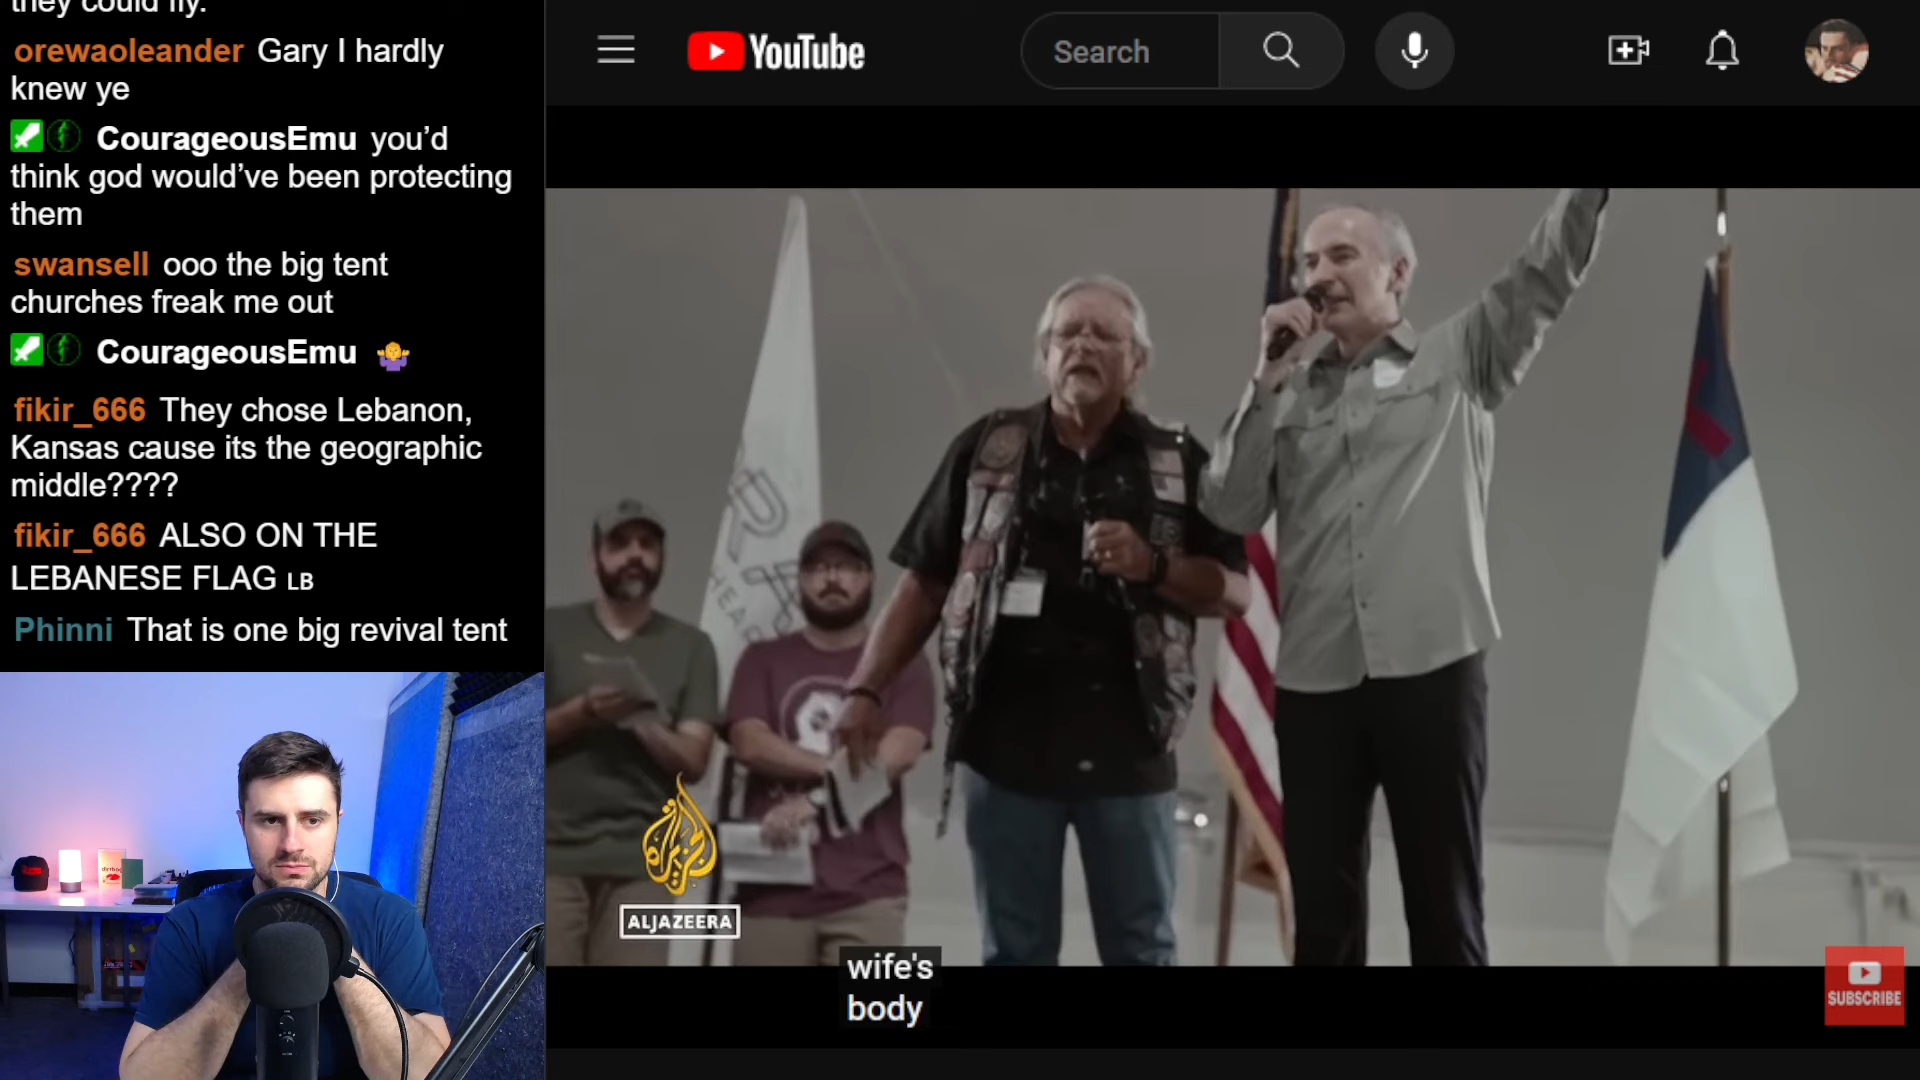 they could fly.
orewaoleander Gary I hardly
knew ye
CourageousEmu you’d
think god would’ve been protecting
them
swansell ooo the big tent
churches freak me out
CourageousEmu 🤷
fikir_666 They chose Lebanon,
Kansas cause its the geographic
middle????
fikir_666 ALSO ON THE
LEBANESE FLAG LB
Phinni That is one big revival tent
YouTube
Search
الجزيرة
ALJAZEERA
wife's
body
SUBSCRIBE